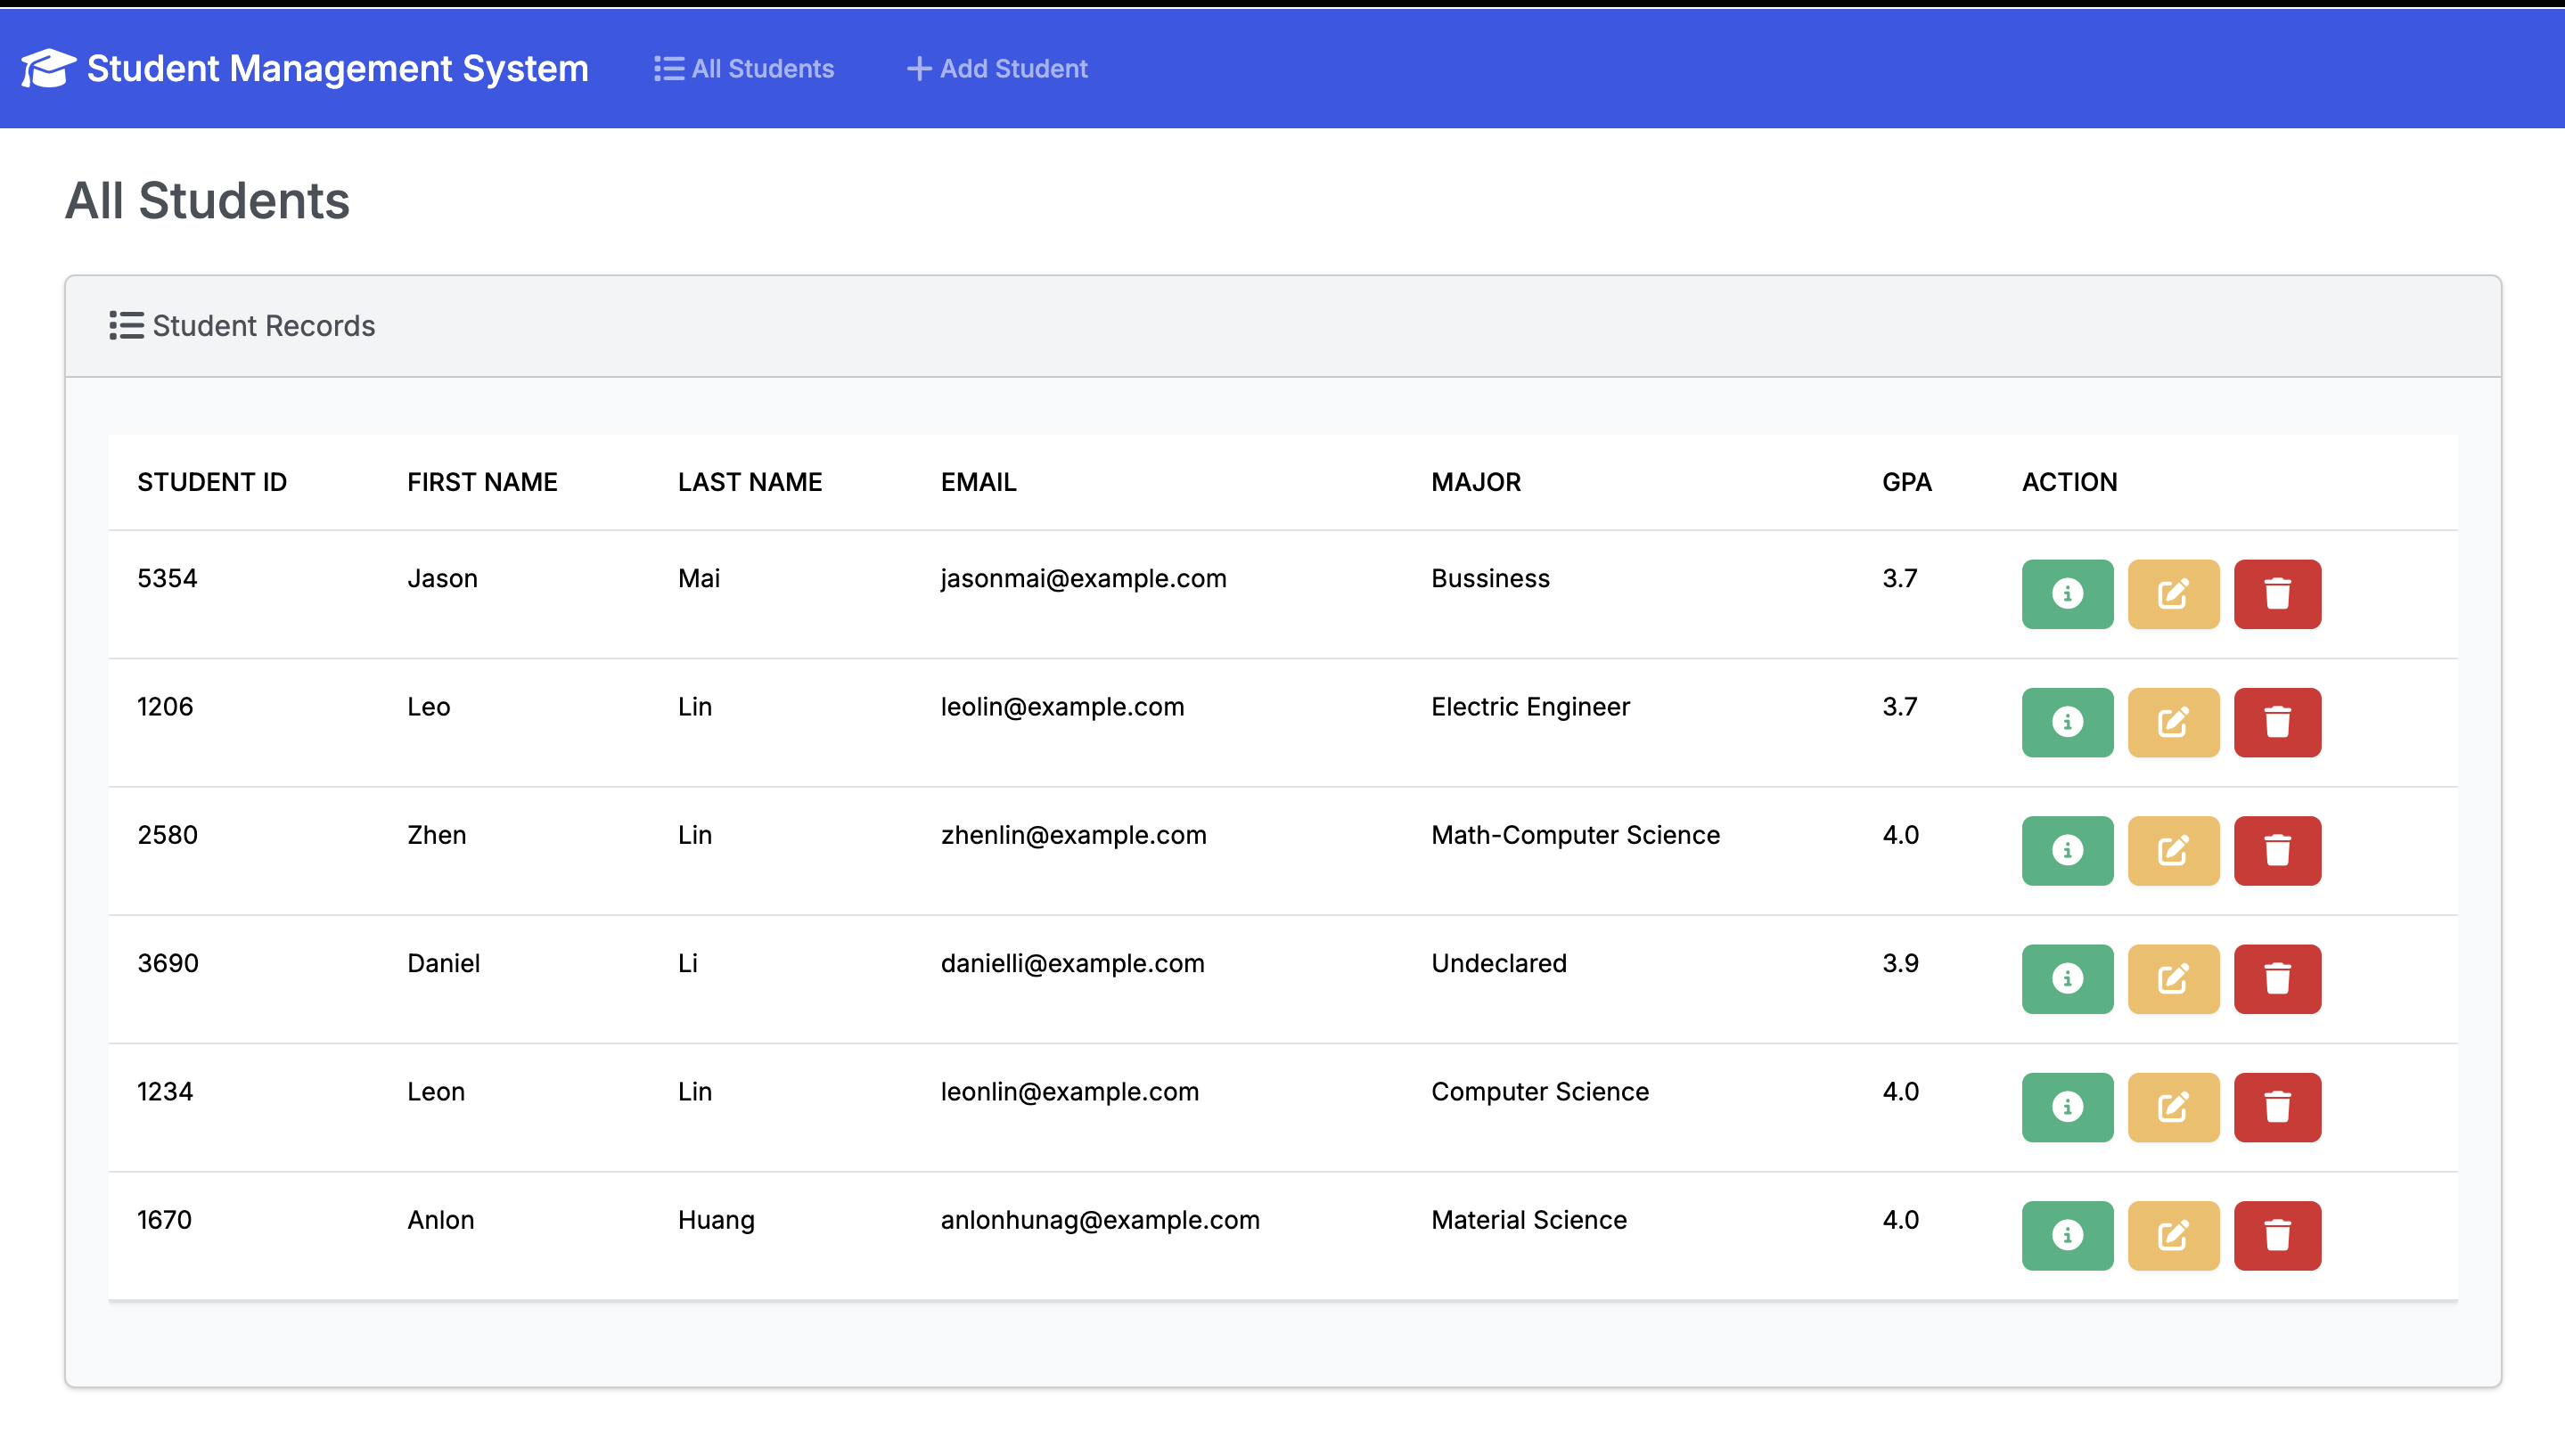 Student Management System All Students Add Student
All Students
Student Records
STUDENT ID FIRST NAME LAST NAME EMAIL MAJOR GPA ACTION
5354 Jason Mai jasonmai@example.com Bussiness 3.7
1206 Leo Lin leolin@example.com Electric Engineer 3.7
2580 Zhen Lin zhenlin@example.com Math-Computer Science 4.0
3690 Daniel Li danielli@example.com Undeclared 3.9
1234 Leon Lin leonlin@example.com Computer Science 4.0
1670 Anlon Huang anlonhunag@example.com Material Science 4.0